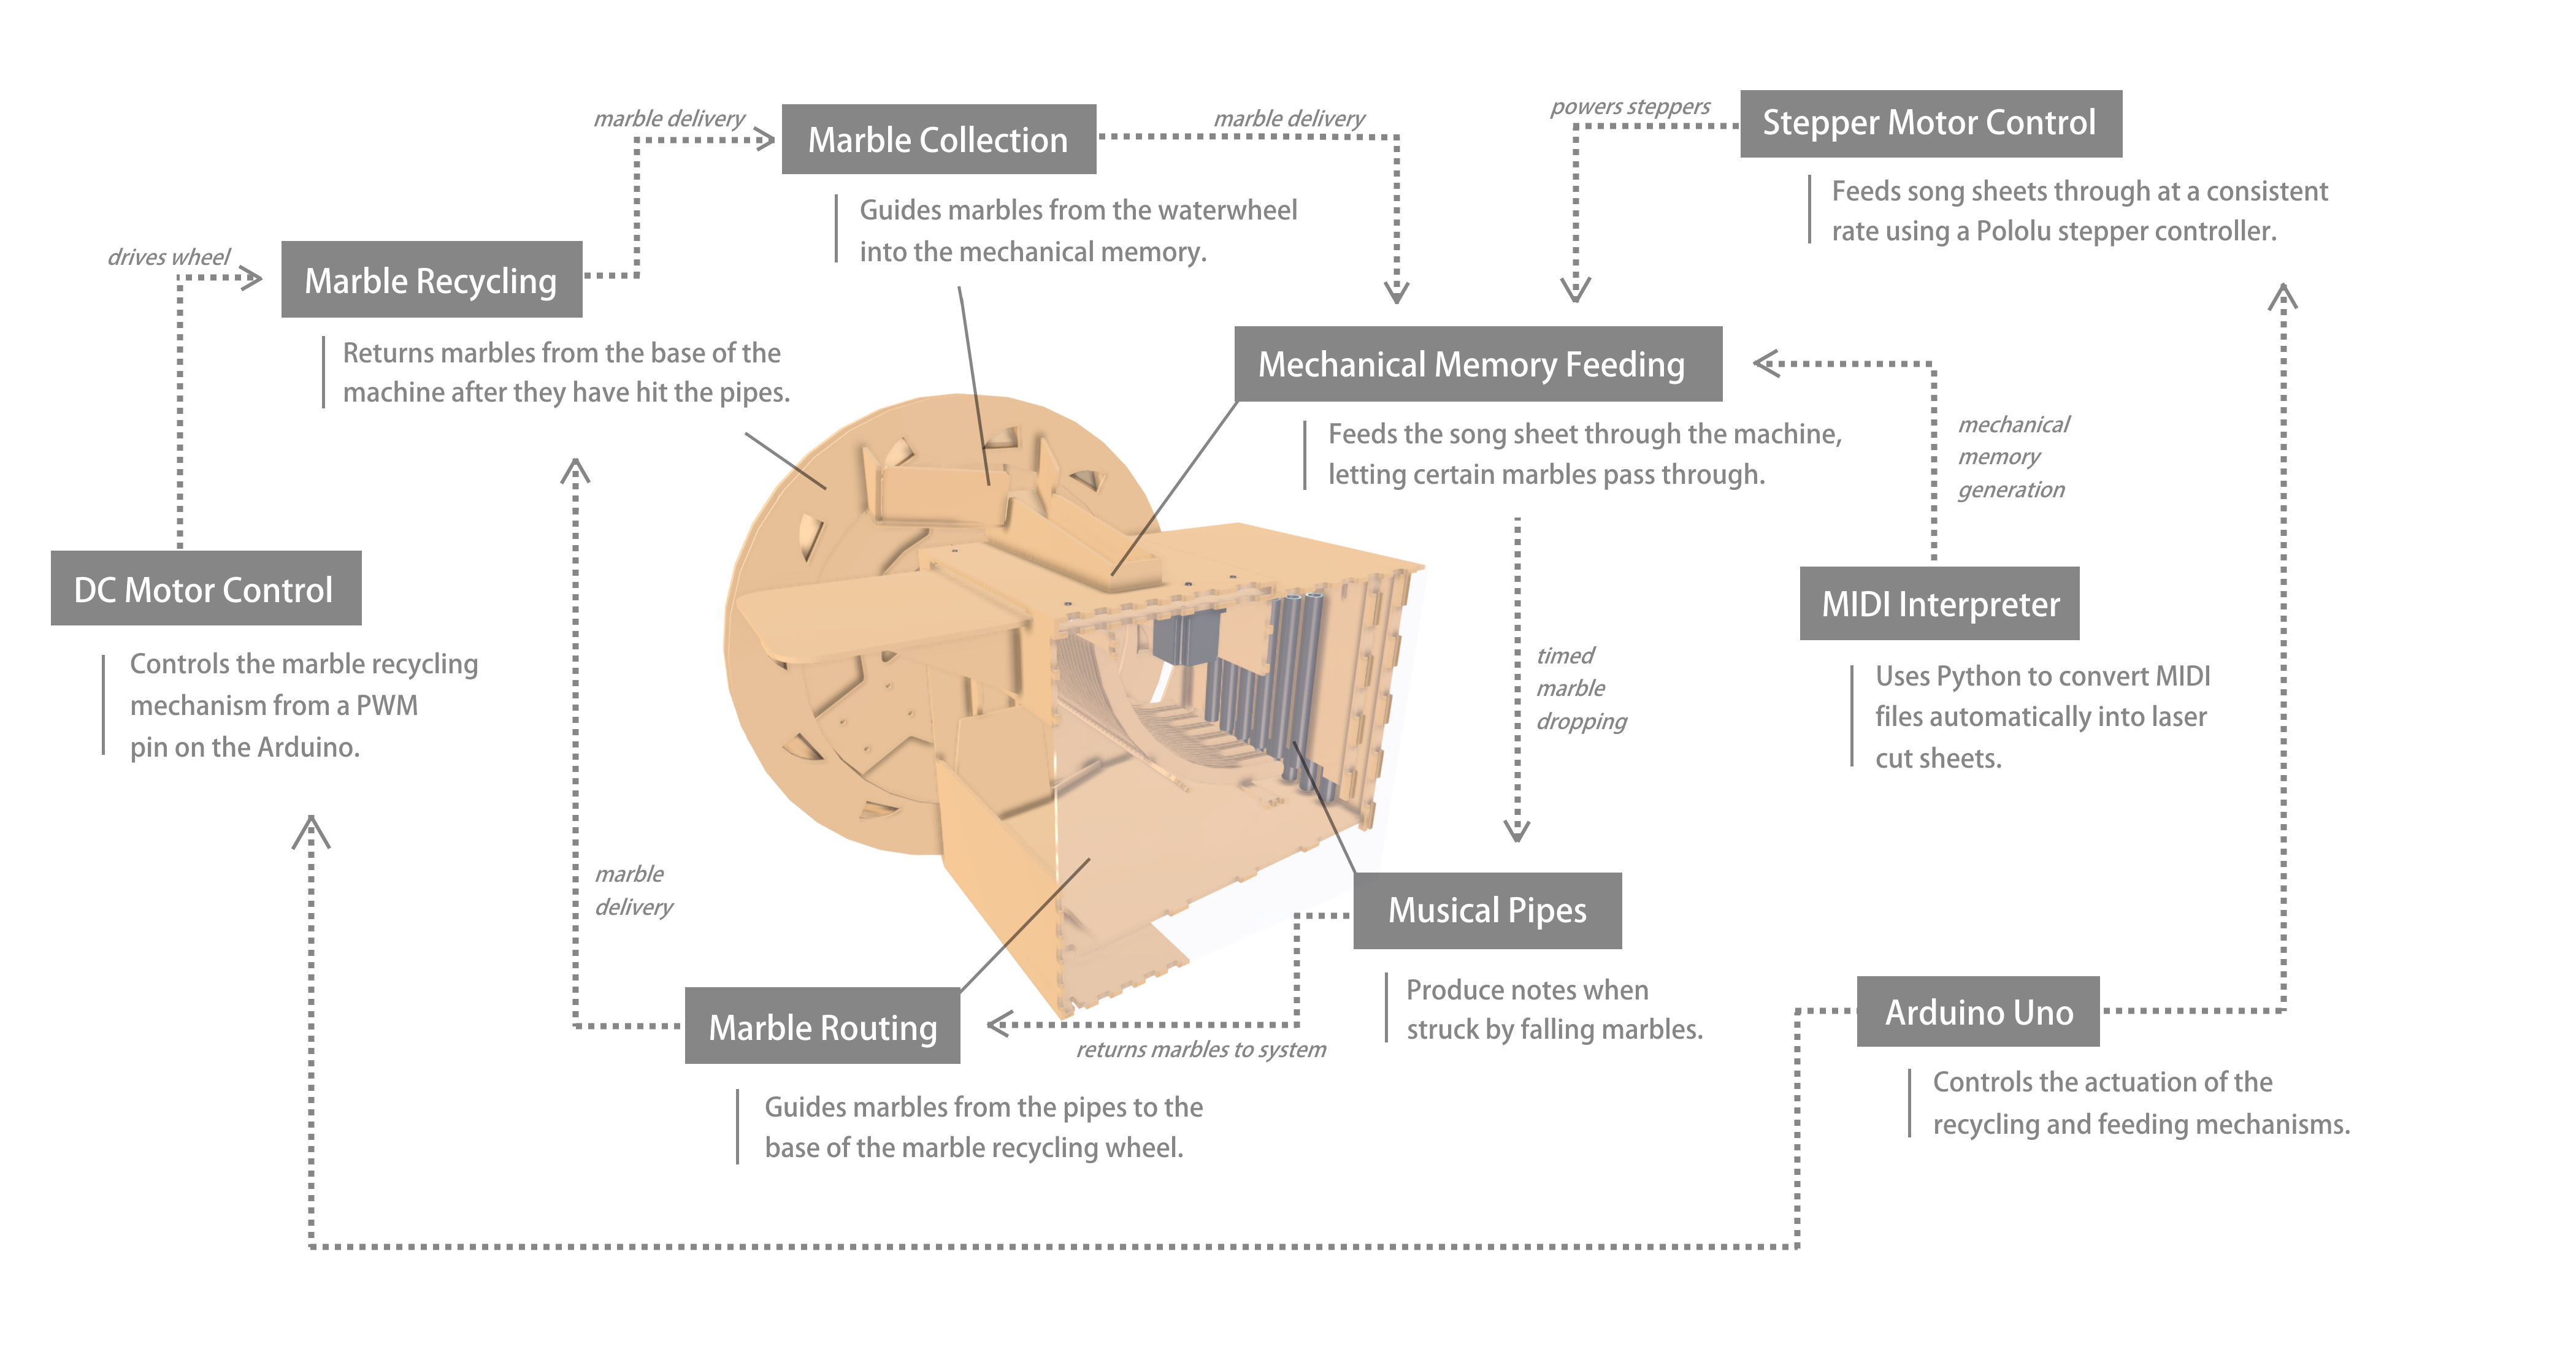 marble delivery
Marble Collection
Guides marbles from the waterwheel
into the mechanical memory.
marble delivery
powers steppers
Stepper Motor Control
Feeds song sheets through at a consistent
rate using a Pololu stepper controller.
drives wheel
Marble Recycling
Returns marbles from the base of the
machine after they have hit the pipes.
Mechanical Memory Feeding
Feeds the song sheet through the machine,
letting certain marbles pass through.
mechanical
memory
generation
DC Motor Control
Controls the marble recycling
mechanism from a PWM
pin on the Arduino.
MIDI Interpreter
Uses Python to convert MIDI
files automatically into laser
cut sheets.
timed
marble
dropping
marble
delivery
Musical Pipes
Produce notes when
struck by falling marbles.
Marble Routing
returns marbles to system
Guides marbles from the pipes to the
base of the marble recycling wheel.
Arduino Uno
Controls the actuation of the
recycling and feeding mechanisms.